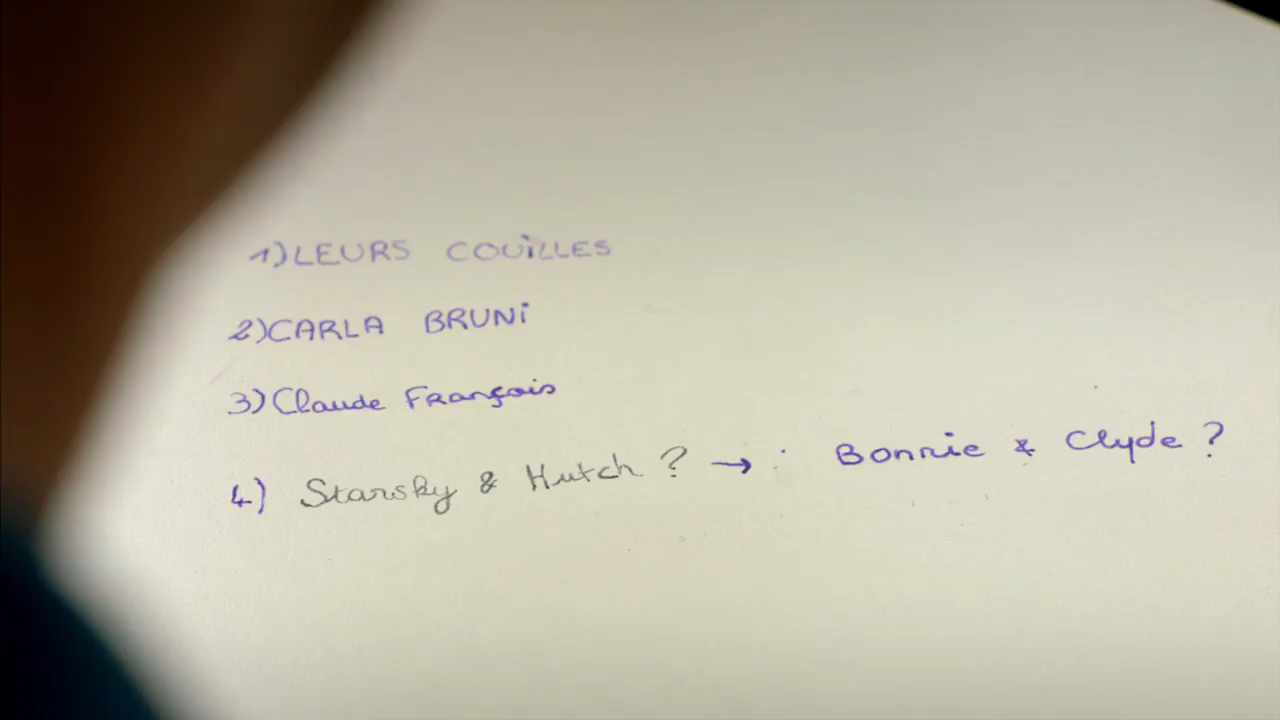 1) LEURS COUiLLES
2) CARLA BRUNi
3) Claude François
4) Starsky & Hutch ? → : Bonnie & Clyde ?